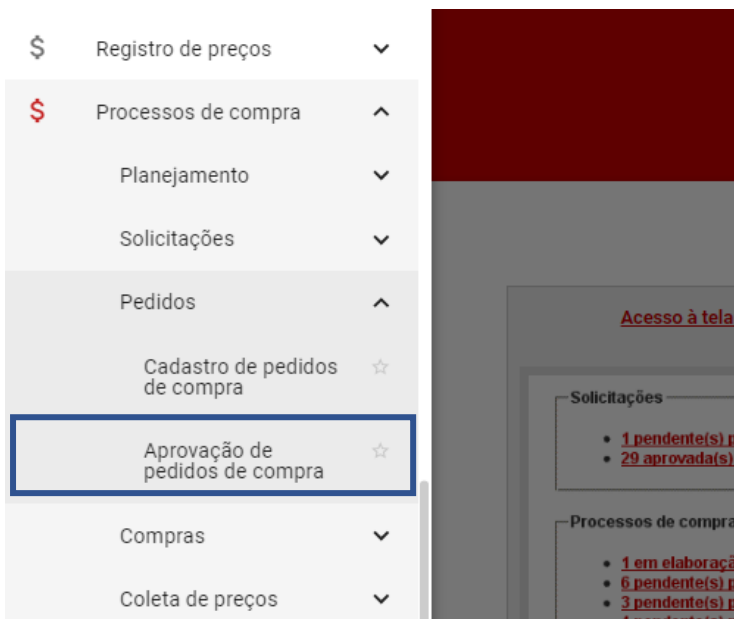 $ Registro de preços
$ Processos de compra
Planejamento
Solicitações
Pedidos
Cadastro de pedidos
de compra
Aprovação de
pedidos de compra
Compras
Coleta de preços
Acesso à tela
Solicitações
1 pendente(s)
29 aprovada(s)
Processos de compra
1 em
6 pendente(s)
3 pendente(s)